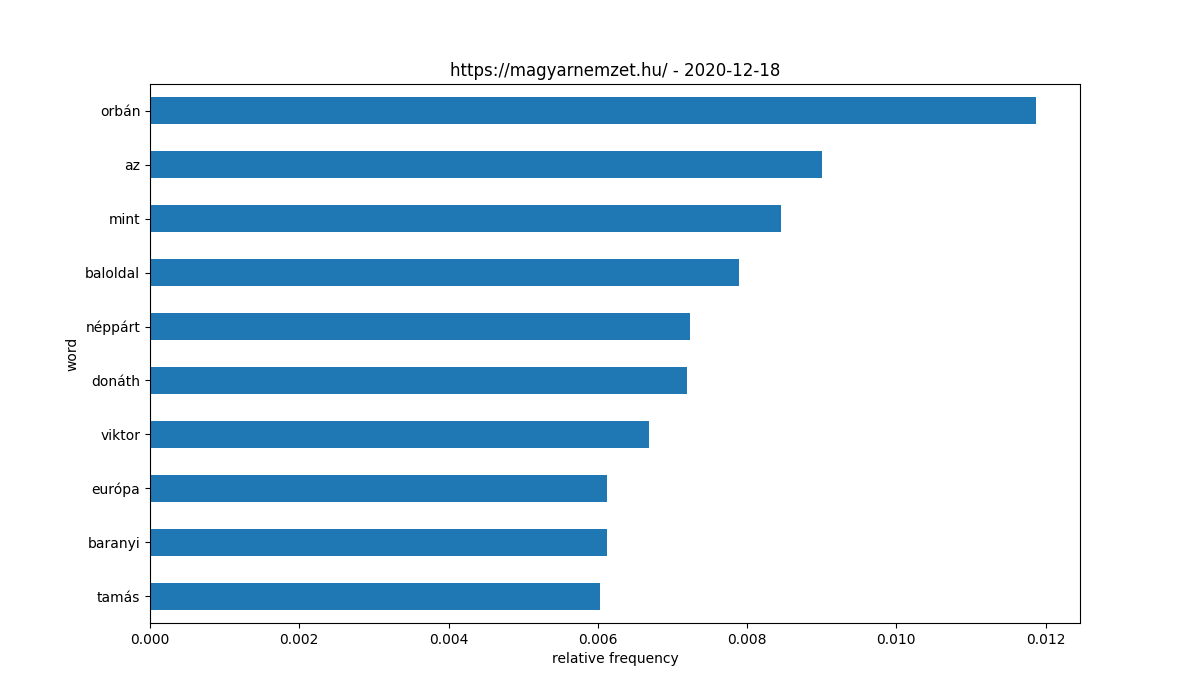 https://magyarnemzet.hu/ - 2020-12-18
orbán
az
mint
baloldal
néppárt
donáth
viktor
európa
baranyi
tamás
word
0.000 0.002 0.004 0.006 0.008 0.010 0.012
relative frequency